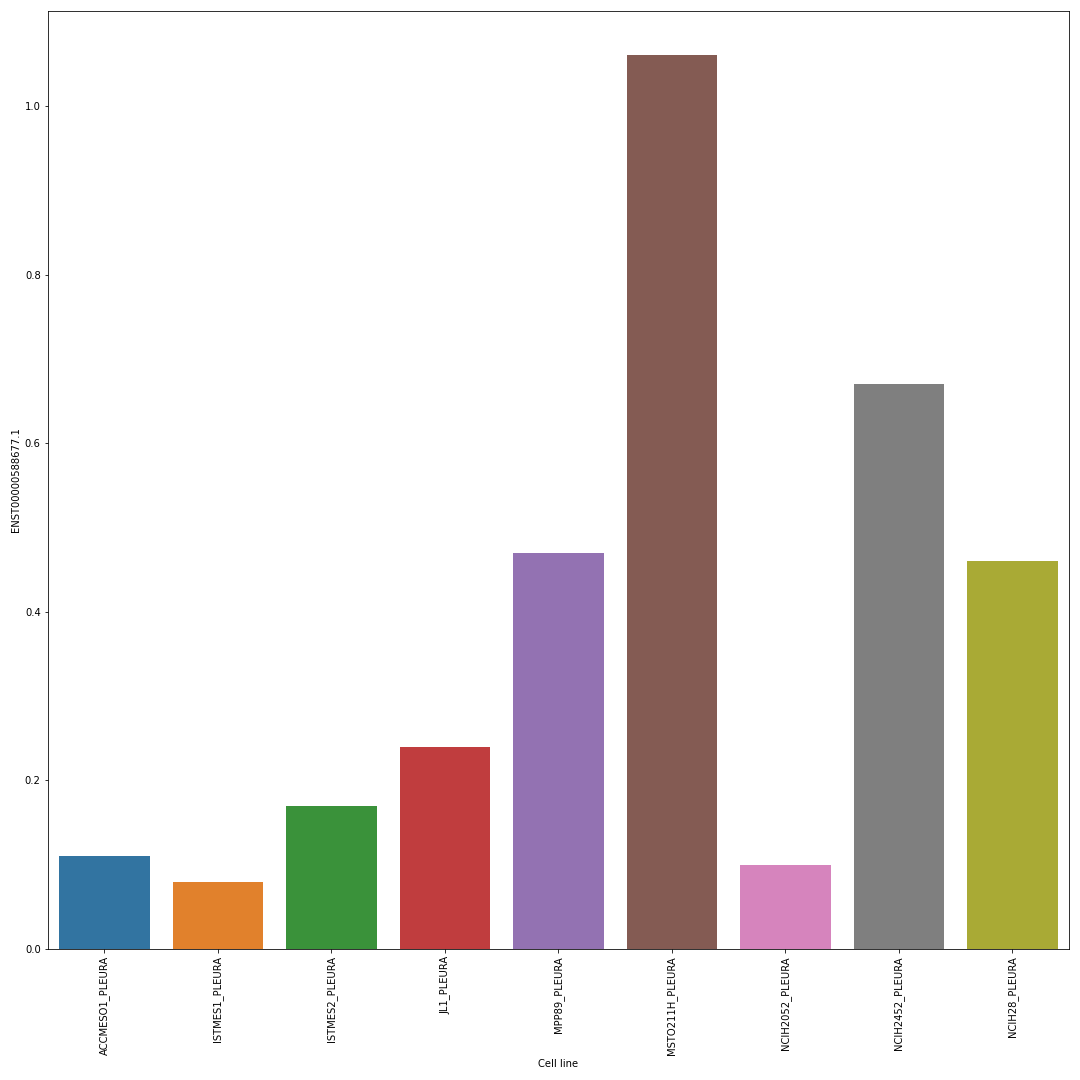 ENST00000588677.1
1.0
0.8
0.6
0.4
0.2
0.0
ACCMESO1_PLEURA
ISTMES1_PLEURA
ISTMES2_PLEURA
JL1_PLEURA
MPP89_PLEURA
MSTO211H_PLEURA
NCIH2052_PLEURA
NCIH2452_PLEURA
NCIH28_PLEURA
Cell line